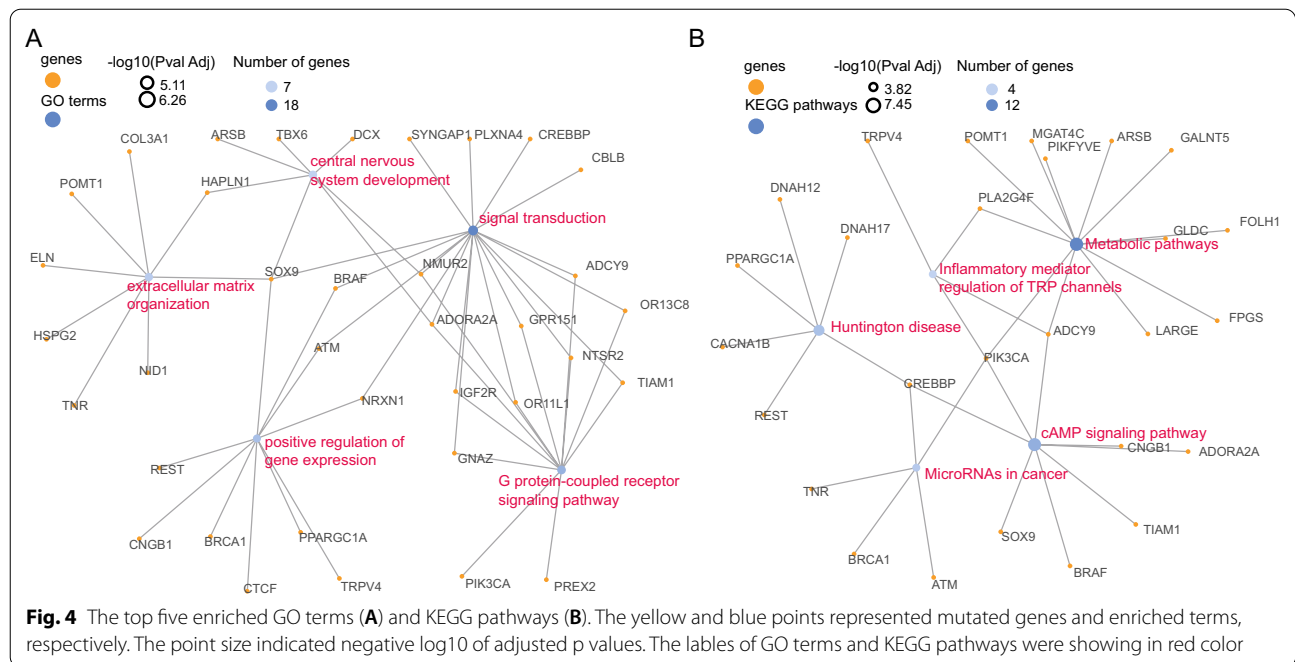 A
genes
GO terms
-log10(Pval Adj)
5.11
6.26
Number of genes
7
18
COL3A1
ARSB
TBX6
DCX
SYNGAP1
PLXNA4
CREBBP
CBLB
central nervous
system development
POMT1
HAPLN1
signal transduction
ELN
SOX9
BRAF
NMUR2
ADCY9
extracellular matrix
organization
OR13C8
HSPG2
ADORA2A
GPR151
ATM
NTSR2
NID1
TIAM1
TNR
NRXN1
IGF2R
OR11L1
positive regulation of
gene expression
REST
GNAZ
G protein-coupled receptor
signaling pathway
CNGB1
BRCA1
PPARGC1A
CTCF
TRPV4
PIK3CA
PREX2
B
genes
KEGG pathways
-log10(Pval Adj)
3.82
7.45
Number of genes
4
12
TRPV4
POMT1
MGAT4C
PIKFYVE
ARSB
GALNT5
DNAH12
PLA2G4F
FOLH1
DNAH17
GLDC
Metabolic pathways
PPARGC1A
Inflammatory mediator
regulation of TRP channels
Huntington disease
FPGS
CACNA1B
ADCY9
LARGE
PIK3CA
CREBBP
REST
cAMP signaling pathway
CNGB1
ADORA2A
MicroRNAs in cancer
TNR
SOX9
TIAM1
BRCA1
ATM
BRAF
Fig. 4 The top five enriched GO terms (A) and KEGG pathways (B). The yellow and blue points represented mutated genes and enriched terms,
respectively. The point size indicated negative log10 of adjusted p values. The lables of GO terms and KEGG pathways were showing in red color